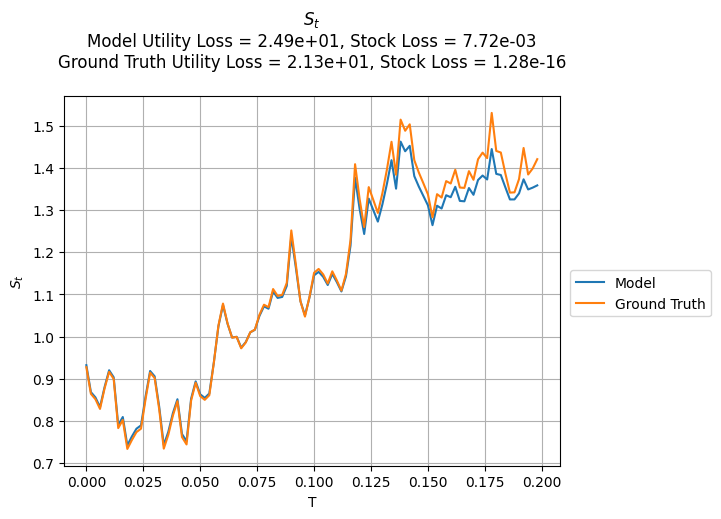 S_t
Model Utility Loss = 2.49e+01, Stock Loss = 7.72e-03
Ground Truth Utility Loss = 2.13e+01, Stock Loss = 1.28e-16
1.5
1.4
1.3
1.2
1.1
1.0
0.9
0.8
0.7
S_t
0.000 0.025 0.050 0.075 0.100 0.125 0.150 0.175 0.200
T
Model
Ground Truth